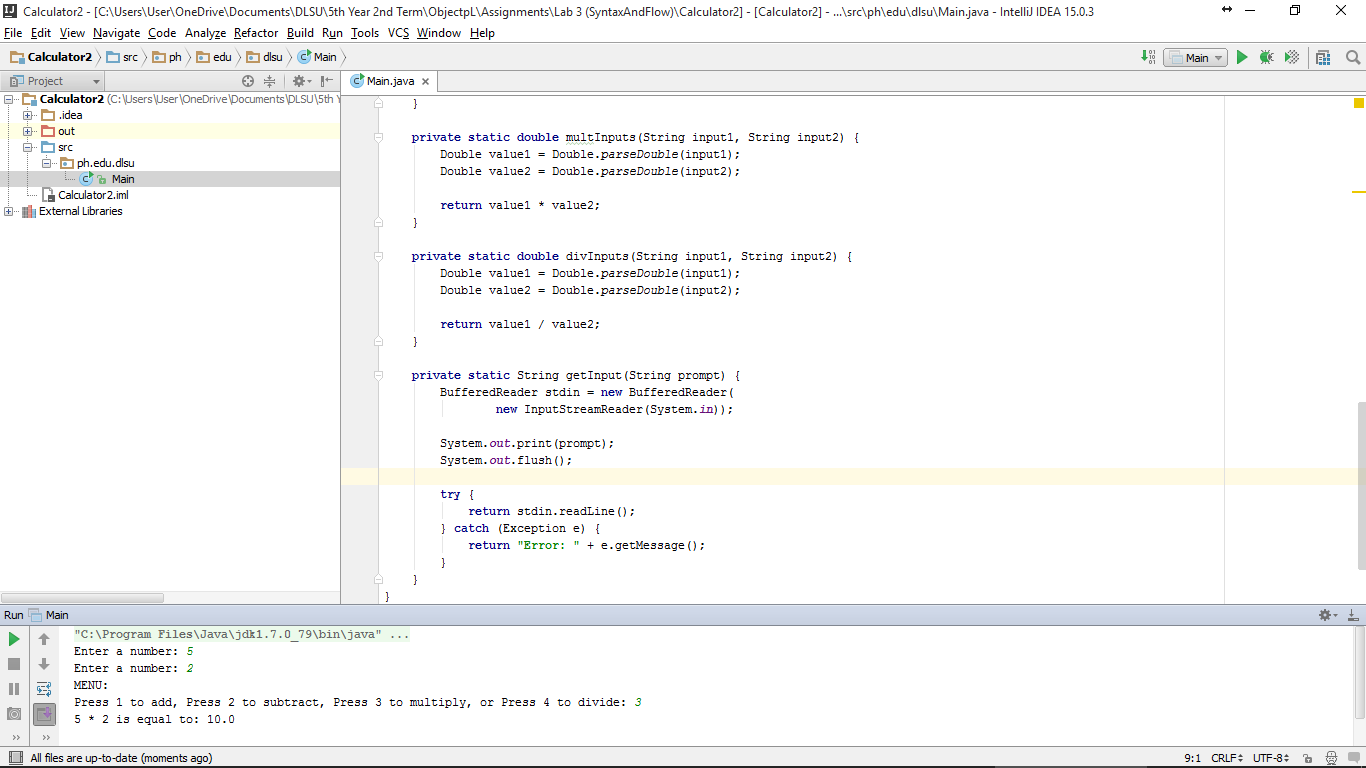 Calculator2 - [C:\Users\User\OneDrive\Documents\DLSU\5th Year 2nd Term\ObjectpL\Assignments\Lab 3 (SyntaxAndFlow)\Calculator2] - [Calculator2] - ...\src\ph\edu\dlsu\Main.java - IntelliJ IDEA 15.0.3
File Edit View Navigate Code Analyze Refactor Build Run Tools VCS Window Help
Calculator2 src ph edu dlsu Main
Main
Project
Main.java
Calculator2 (C:\Users\User\OneDrive\Documents\DLSU\5th Y
.idea
out
src
ph.edu.dlsu
Main
Calculator2.iml
External Libraries
}
private static double multInputs(String input1, String input2) {
Double value1 = Double.parseDouble(input1);
Double value2 = Double.parseDouble(input2);
return value1 * value2;
}
private static double divInputs(String input1, String input2) {
Double value1 = Double.parseDouble(input1);
Double value2 = Double.parseDouble(input2);
return value1 / value2;
}
private static String getInput(String prompt) {
BufferedReader stdin = new BufferedReader(
new InputStreamReader(System.in));
System.out.print(prompt);
System.out.flush();
try {
return stdin.readLine();
} catch (Exception e) {
return "Error: " + e.getMessage();
}
}
}
Run Main
"C:\Program Files\Java\jdk1.7.0_79\bin\java" ...
Enter a number: 5
Enter a number: 2
MENU:
Press 1 to add, Press 2 to subtract, Press 3 to multiply, or Press 4 to divide: 3
5 * 2 is equal to: 10.0
All files are up-to-date (moments ago)
9:1 CRLF UTF-8